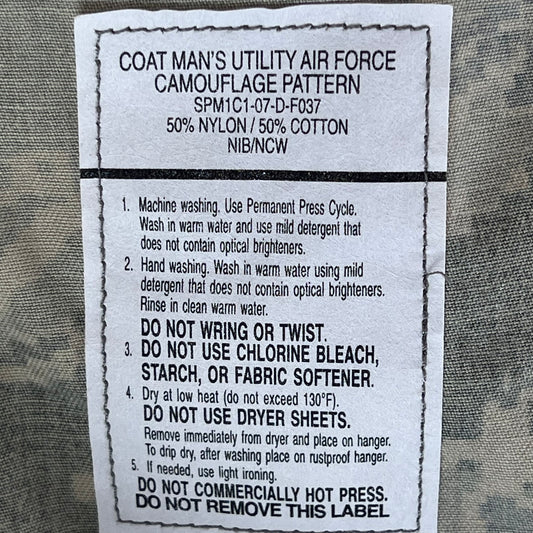 COAT MAN'S UTILITY AIR FORCE
CAMOUFLAGE PATTERN
SPM1C1-07-D-F037
50% NYLON / 50% COTTON
NIB/NCW
1. Machine washing. Use Permanent Press Cycle.
Wash in warm water and use mild detergent that
does not contain optical brighteners.
2. Hand washing. Wash in warm water using mild
detergent that does not contain optical brighteners.
Rinse in clean warm water.
DO NOT WRING OR TWIST.
3. DO NOT USE CHLORINE BLEACH,
STARCH, OR FABRIC SOFTENER.
4. Dry at low heat (do not exceed 130°F).
DO NOT USE DRYER SHEETS.
Remove immediately from dryer and place on hanger.
To drip dry, after washing place on rustproof hanger.
5. If needed, use light ironing.
DO NOT COMMERCIALLY HOT PRESS.
DO NOT REMOVE THIS LABEL